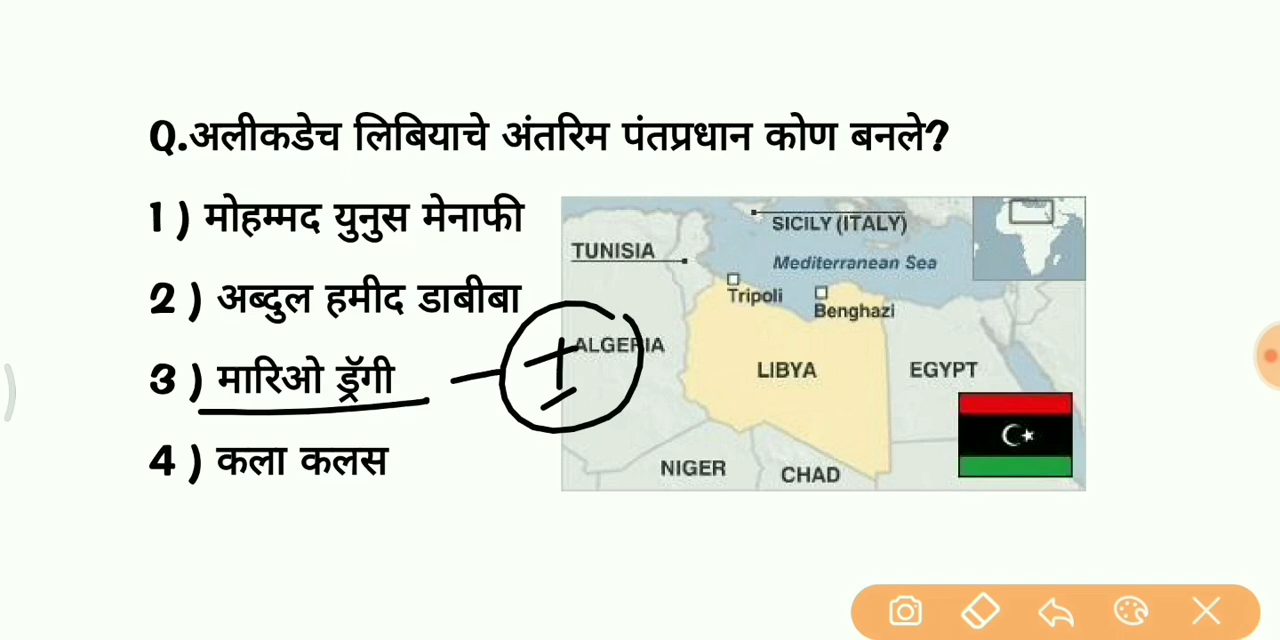 Q.अलीकडेच लिबियाचे अंतरिम पंतप्रधान कोण बनले?
1 ) मोहम्मद युनुस मेनाफी
2 ) अब्दुल हमीद डाबीबा
3 ) मारिओ ड्रॅगी
4 ) कला कलस
SICILY (ITALY)
TUNISIA
Mediterranean Sea
Tripoli
Benghazi
ALGERIA
LIBYA
EGYPT
NIGER
CHAD